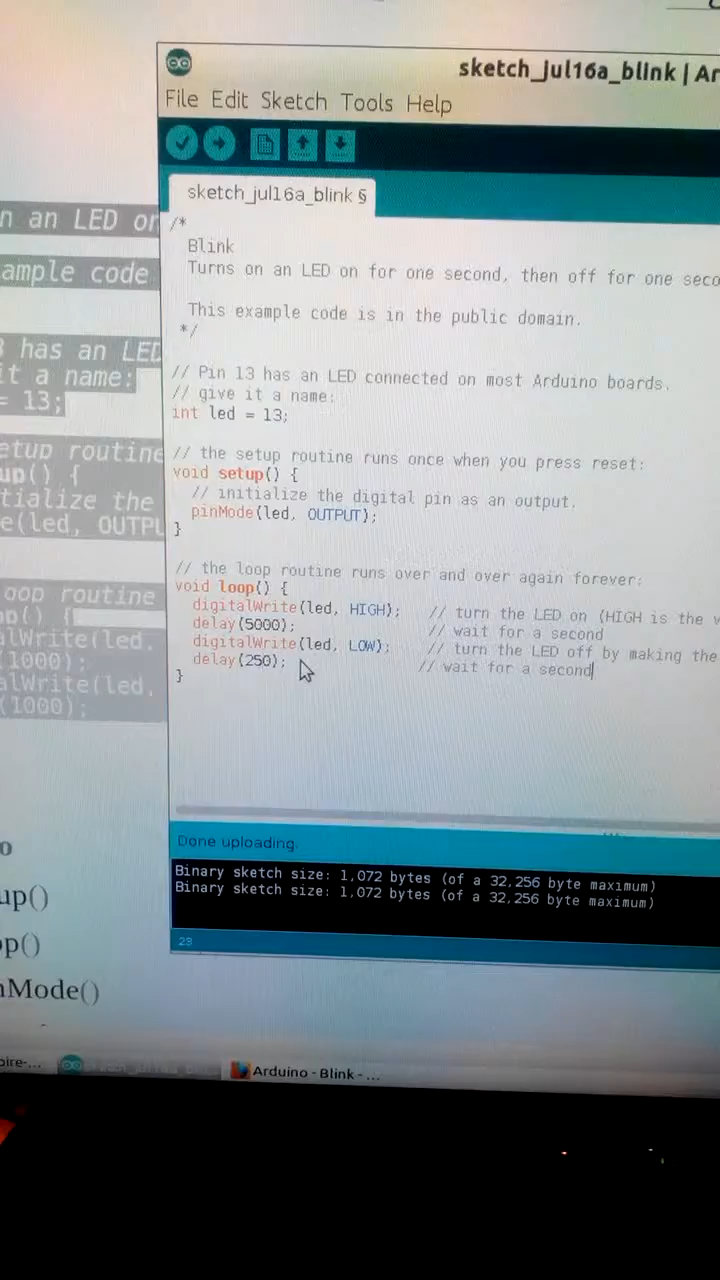 sketch_jul16a_blink | Ar
File Edit Sketch Tools Help
sketch_jul16a_blink §
/*
Blink
Turns on an LED on for one second, then off for one seco
This example code is in the public domain.
*/
// Pin 13 has an LED connected on most Arduino boards.
// give it a name:
int led = 13;
// the setup routine runs once when you press reset:
void setup() {
// initialize the digital pin as an output.
pinMode(led, OUTPUT);
}
// the loop routine runs over and over again forever:
void loop() {
digitalWrite(led, HIGH); // turn the LED on (HIGH is the v
delay(5000); // wait for a second
digitalWrite(led, LOW); // turn the LED off by making the
delay(250); // wait for a second
}
Done uploading.
Binary sketch size: 1,072 bytes (of a 32,256 byte maximum)
Binary sketch size: 1,072 bytes (of a 32,256 byte maximum)
23
n an LED on
ample code
3 has an LED
it a name:
= 13;
etup routine
up() {
tialize the
e(led, OUTPU
oop routine
op() {
alWrite(led,
(1000);
alWrite(led,
(1000);
o
up()
op()
nMode()
pire-...
Arduino - Blink - ...